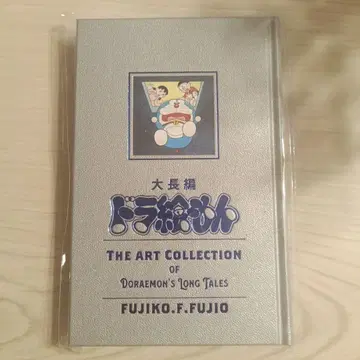 大長編
ドラ絵もん
THE ART COLLECTION
OF
DORAEMON'S LONG TALES
FUJIKO.F.FUJIO